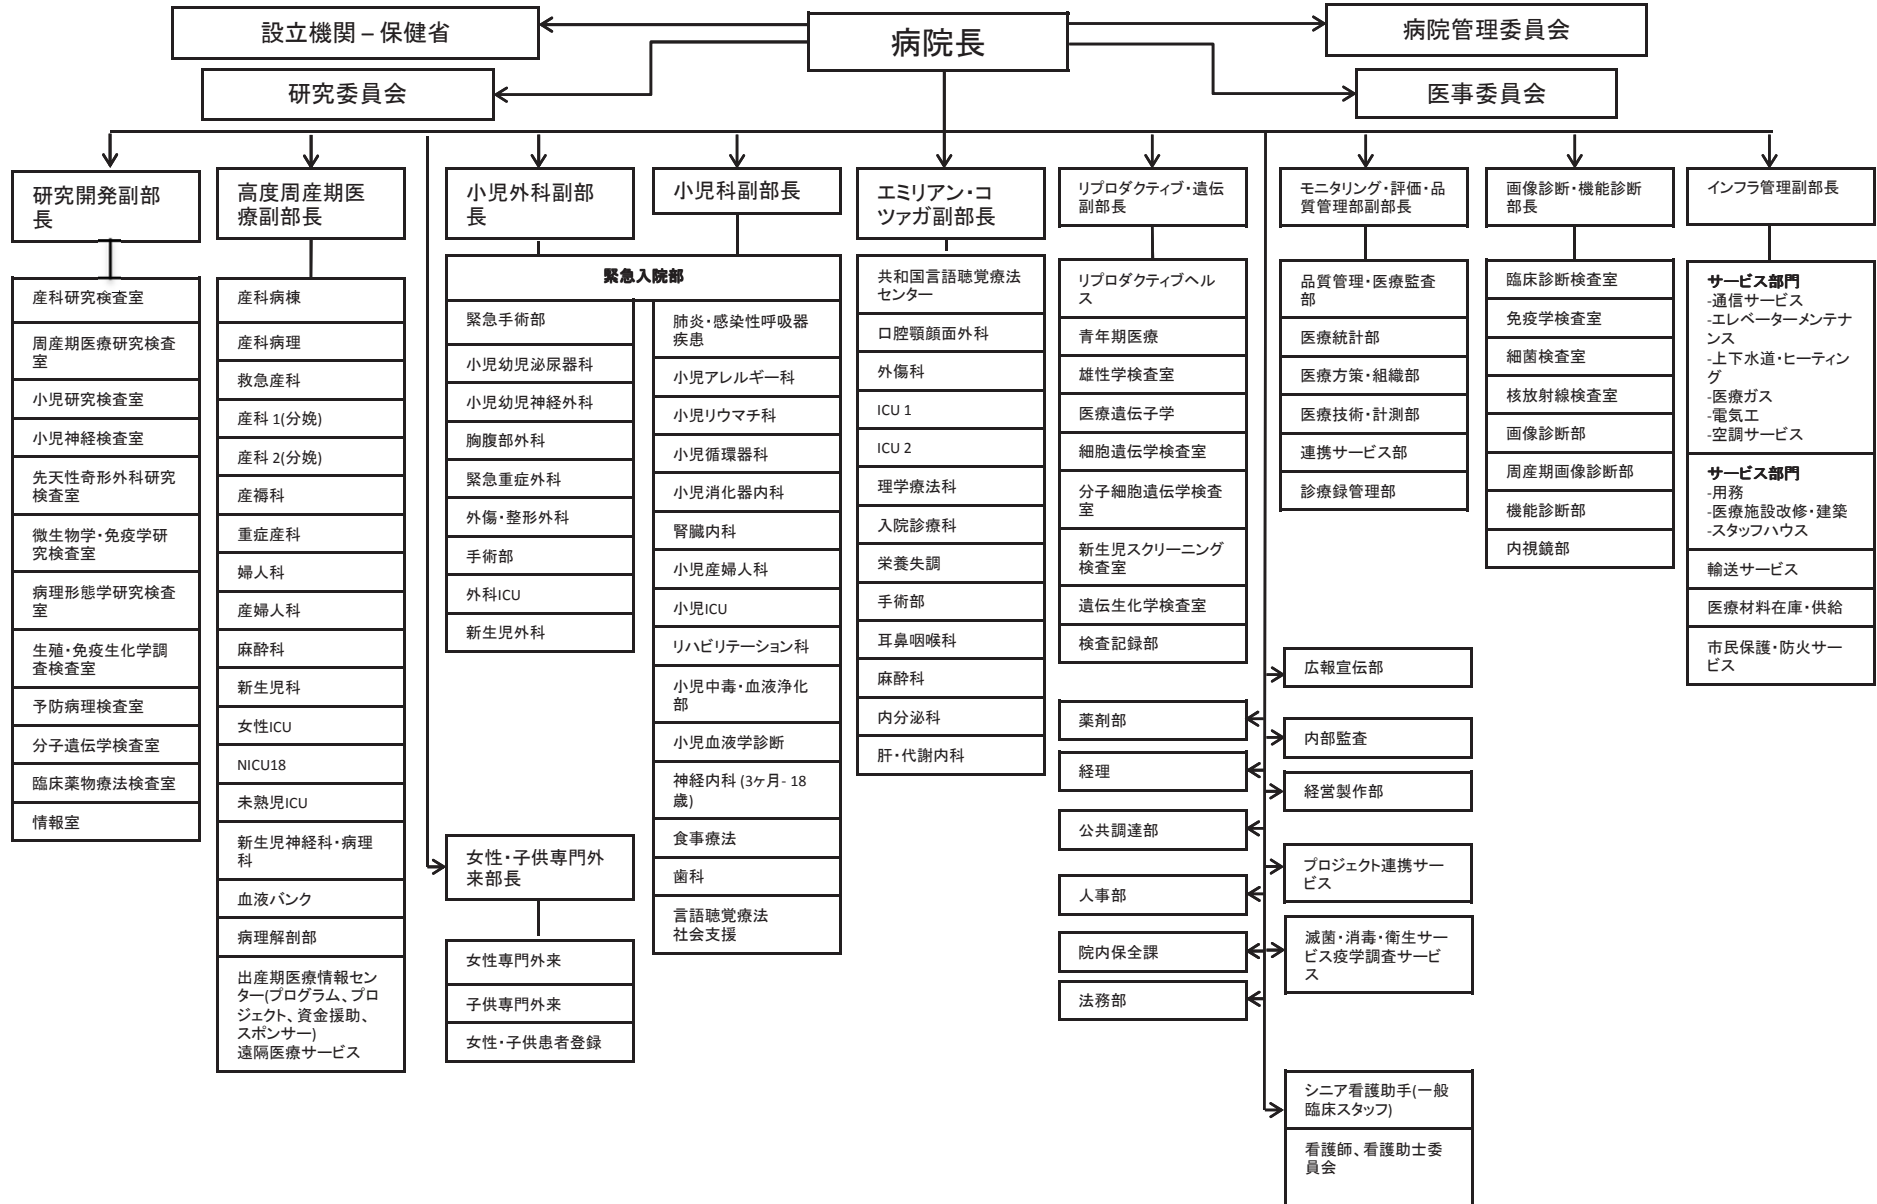 設立機関 – 保健省
病院長
病院管理委員会
研究委員会
医事委員会
研究開発副部
長
産科研究検査室
周産期医療研究検査
室
小児研究検査室
小児神経検査室
先天性奇形外科研究
検査室
微生物学・免疫学研
究検査室
病理形態学研究検査
室
生殖・免疫生化学調
査検査室
予防病理検査室
分子遺伝学検査室
臨床薬物療法検査室
情報室
高度周産期医
療副部長
産科病棟
産科病理
救急産科
産科 1(分娩)
産科 2(分娩)
産褥科
重症産科
婦人科
産婦人科
麻酔科
新生児科
女性ICU
NICU18
未熟児ICU
新生児神経科・病理
科
血液バンク
病理解剖部
出産期医療情報セン
ター(プログラム、プロ
ジェクト、資金援助、
スポンサー)
遠隔医療サービス
小児外科副部
長
小児科副部長
緊急入院部
緊急手術部
小児幼児泌尿器科
小児幼児神経外科
胸腹部外科
緊急重症外科
外傷・整形外科
手術部
外科ICU
新生児外科
肺炎・感染性呼吸器
疾患
小児アレルギー科
小児リウマチ科
小児循環器科
小児消化器内科
腎臓内科
小児産婦人科
小児ICU
リハビリテーション科
小児中毒・血液浄化
部
小児血液学診断
神経内科 (3ヶ月- 18
歳)
食事療法
歯科
言語聴覚療法
社会支援
女性・子供専門外
来部長
女性専門外来
子供専門外来
女性・子供患者登録
エミリアン・コ
ツァガ副部長
共和国言語聴覚療法
センター
口腔顎顔面外科
外傷科
ICU 1
ICU 2
理学療法科
入院診療科
栄養失調
手術部
耳鼻咽喉科
麻酔科
内分泌科
肝・代謝内科
リプロダクティブ・遺伝
副部長
リプロダクティブヘル
ス
青年期医療
雄性学検査室
医療遺伝子学
細胞遺伝学検査室
分子細胞遺伝学検査
室
新生児スクリーニング
検査室
遺伝生化学検査室
検査記録部
薬剤部
経理
公共調達部
人事部
院内保全課
法務部
モニタリング・評価・品
質管理部副部長
品質管理・医療監査
部
医療統計部
医療方策・組織部
医療技術・計測部
連携サービス部
診療録管理部
広報宣伝部
内部監査
経営製作部
プロジェクト連携サー
ビス
滅菌・消毒・衛生サー
ビス疫学調査サービ
ス
シニア看護助手(一般
臨床スタッフ)
看護師、看護助士委
員会
画像診断・機能診断
部長
臨床診断検査室
免疫学検査室
細菌検査室
核放射線検査室
画像診断部
周産期画像診断部
機能診断部
内視鏡部
インフラ管理副部長
サービス部門
-通信サービス
-エレベーターメンテナ
ンス
-上下水道・ヒーティン
グ
-医療ガス
-電気工
-空調サービス
サービス部門
-用務
-医療施設改修・建築
-スタッフハウス
輸送サービス
医療材料在庫・供給
市民保護・防火サー
ビス